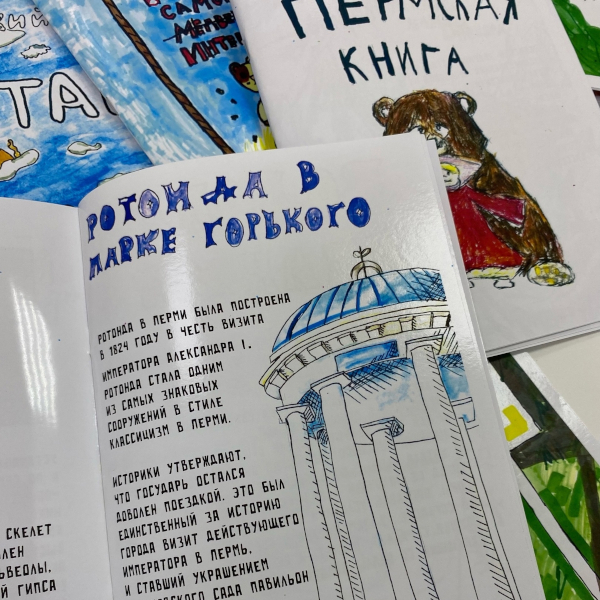 ПЕРМСКАЯ
КНИГА
РОТОНДА В
ПАРКЕ ГОРЬКОГО
РОТОНДА В ПЕРМИ БЫЛА ПОСТРОЕНА
В 1824 ГОДУ В ЧЕСТЬ ВИЗИТА
ИМПЕРАТОРА АЛЕКСАНДРА I.
РОТОНДА СТАЛА ОДНИМ
ИЗ САМЫХ ЗНАКОВЫХ
СООРУЖЕНИЙ В СТИЛЕ
КЛАССИЦИЗМ В ПЕРМИ.
ИСТОРИКИ УТВЕРЖДАЮТ,
ЧТО ГОСУДАРЬ ОСТАЛСЯ
ДОВОЛЕН ПОЕЗДКОЙ. ЭТО БЫЛ
ЕДИНСТВЕННЫЙ ЗА ИСТОРИЮ
ГОРОДА ВИЗИТ ДЕЙСТВУЮЩЕГО
ИМПЕРАТОРА В ПЕРМЬ,
И СТАВШИЙ УКРАШЕНИЕМ
САДА ПАВИЛЬОН
СКЕЛЕТ
ГИПСА